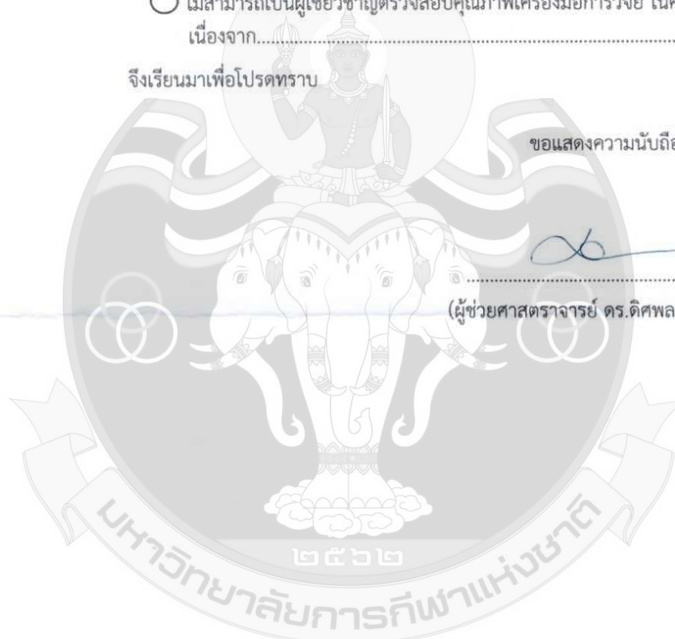 ไม่สามารถเป็นผู้เชี่ยวชาญตรวจสอบคุณภาพเครื่องมือการวิจัย ใน
เนื่องจาก................................................................................
จึงเรียนมาเพื่อโปรดทราบ
ขอแสดงความนับถือ
(ผู้ช่วยศาสตราจารย์ ดร.ดิศพล
๒๕๖๒
มหาวิทยาลัยการกีฬาแห่งชาติ